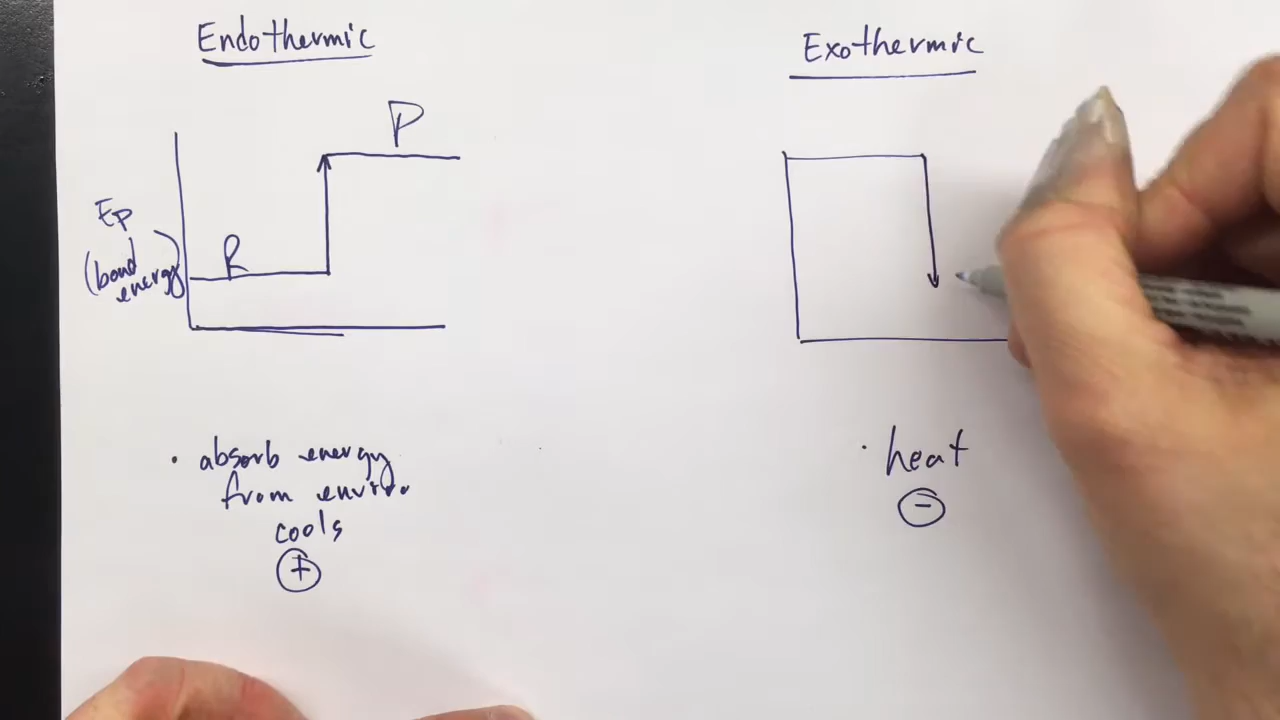 Endothermic
Exothermic
P
R
Ep
(bond
energy)
• absorb energy
from enviro.
cools
+
• heat
-